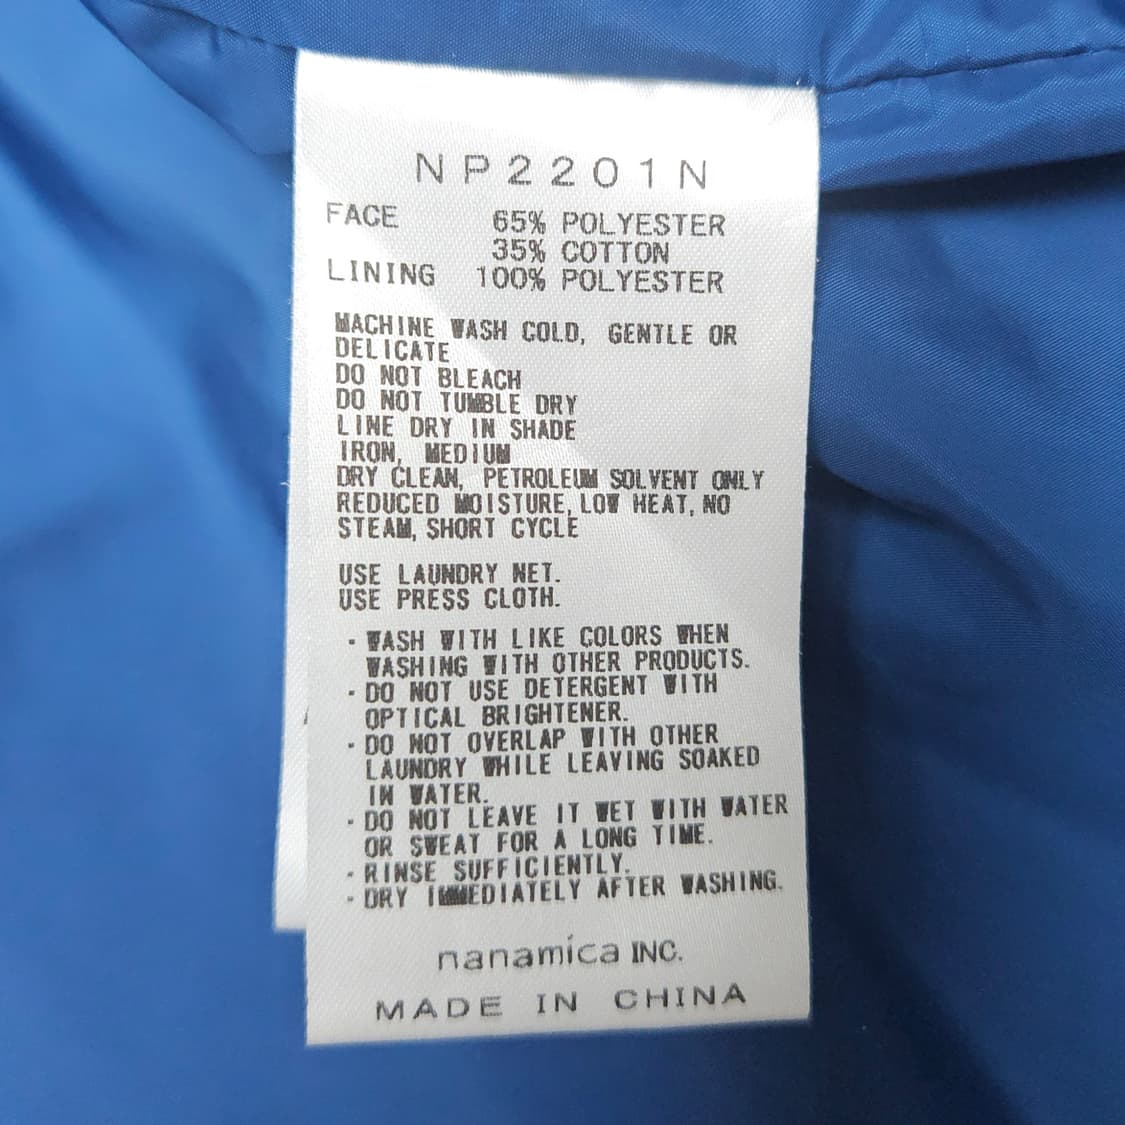 NP2201N
FACE 65% POLYESTER
35% COTTON
LINING 100% POLYESTER
MACHINE WASH COLD, GENTLE OR
DELICATE
DO NOT BLEACH
DO NOT TUMBLE DRY
LINE DRY IN SHADE
IRON, MEDIUM
DRY CLEAN, PETROLEUM SOLVENT ONLY
REDUCED MOISTURE, LOW HEAT, NO
STEAM, SHORT CYCLE
USE LAUNDRY NET.
USE PRESS CLOTH.
· WASH WITH LIKE COLORS WHEN
WASHING WITH OTHER PRODUCTS.
· DO NOT USE DETERGENT WITH
OPTICAL BRIGHTENER.
· DO NOT OVERLAP WITH OTHER
LAUNDRY WHILE LEAVING SOAKED
IN WATER.
· DO NOT LEAVE IT WET WITH WATER
OR SWEAT FOR A LONG TIME.
· RINSE SUFFICIENTLY.
· DRY IMMEDIATELY AFTER WASHING.
nanamica INC.
MADE IN CHINA